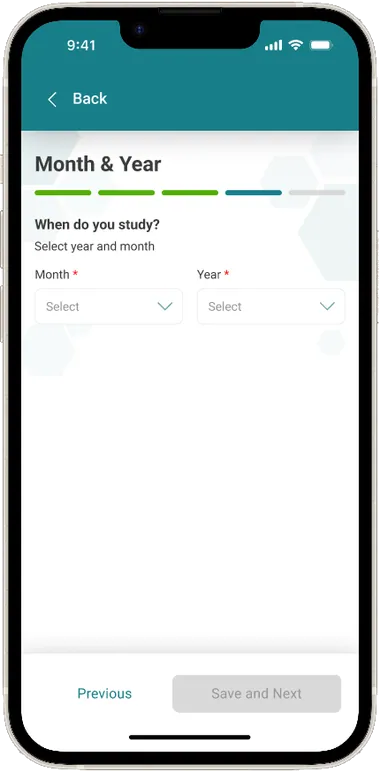 9:41
Back
Month & Year
When do you study?
Select year and month
Month * Year *
Select Select
Previous Save and Next